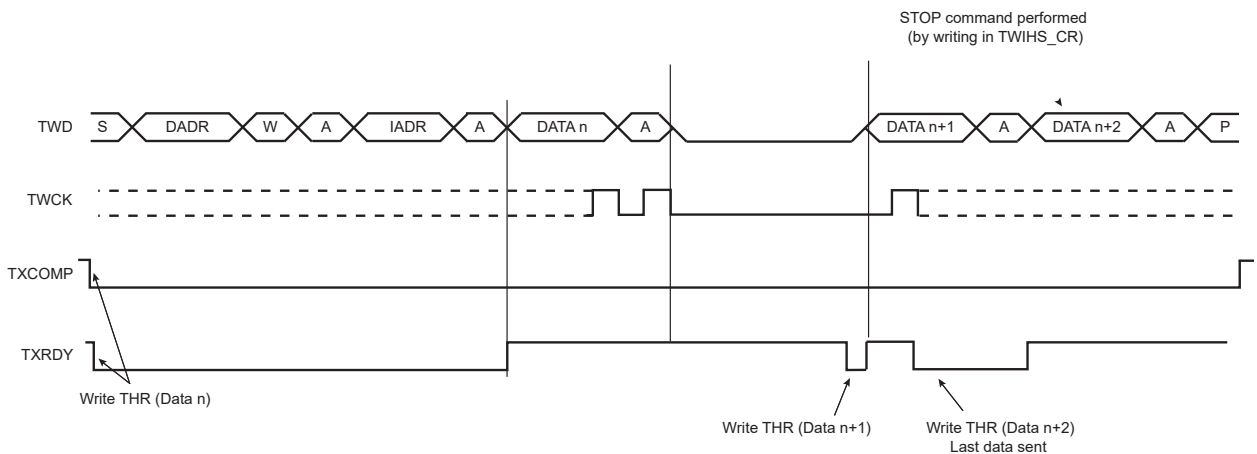 STOP command performed
(by writing in TWIHS_CR)
TWD S DADR W A IADR A DATA n A DATA n+1 A DATA n+2 A P
TWCK
TXCOMP
TXRDY
Write THR (Data n)
Write THR (Data n+1)
Write THR (Data n+2)
Last data sent